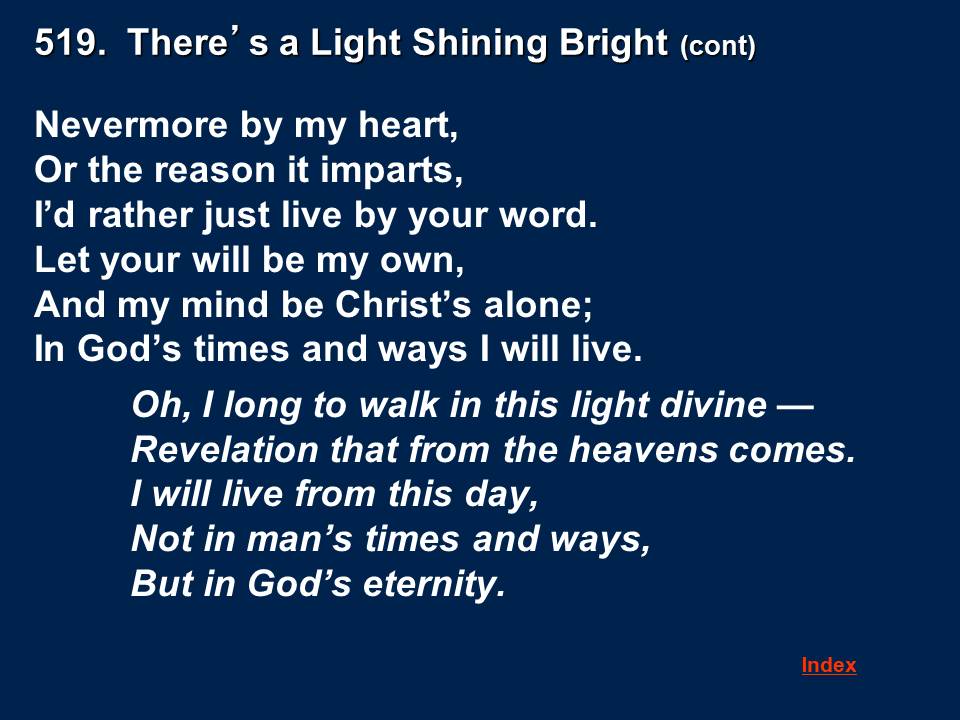 519. There’s a Light Shining Bright (cont)
Nevermore by my heart,
Or the reason it imparts,
I’d rather just live by your word.
Let your will be my own,
And my mind be Christ’s alone;
In God’s times and ways I will live.
Oh, I long to walk in this light divine —
Revelation that from the heavens comes.
I will live from this day,
Not in man’s times and ways,
But in God’s eternity.
Index